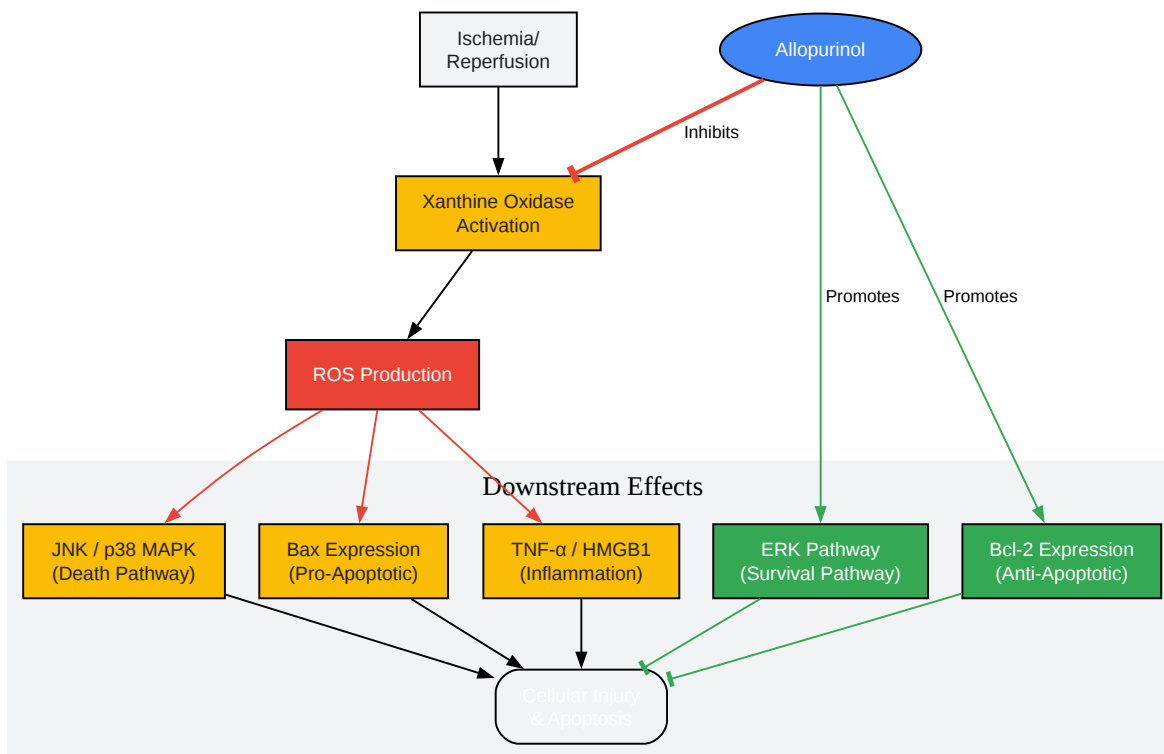 Ischemia/
Reperfusion
Allopurinol
Inhibits
Xanthine Oxidase
Activation
Promotes
Promotes
ROS Production
Downstream Effects
JNK / p38 MAPK
(Death Pathway)
Bax Expression
(Pro-Apoptotic)
TNF-α / HMGB1
(Inflammation)
ERK Pathway
(Survival Pathway)
Bcl-2 Expression
(Anti-Apoptotic)
Cellular Injury
& Apoptosis